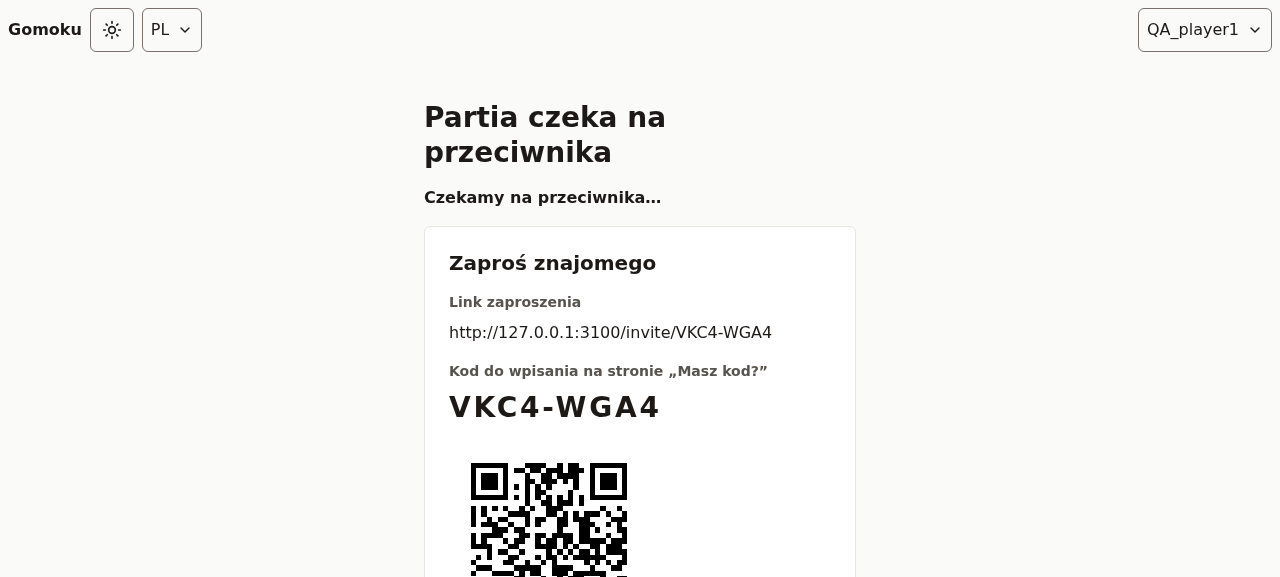 Gomoku
PL
QA_player1
Partia czeka na
przeciwnika
Czekamy na przeciwnika…
Zaproś znajomego
Link zaproszenia
http://127.0.0.1:3100/invite/VKC4-WGA4
Kod do wpisania na stronie „Masz kod?”
VKC4-WGA4